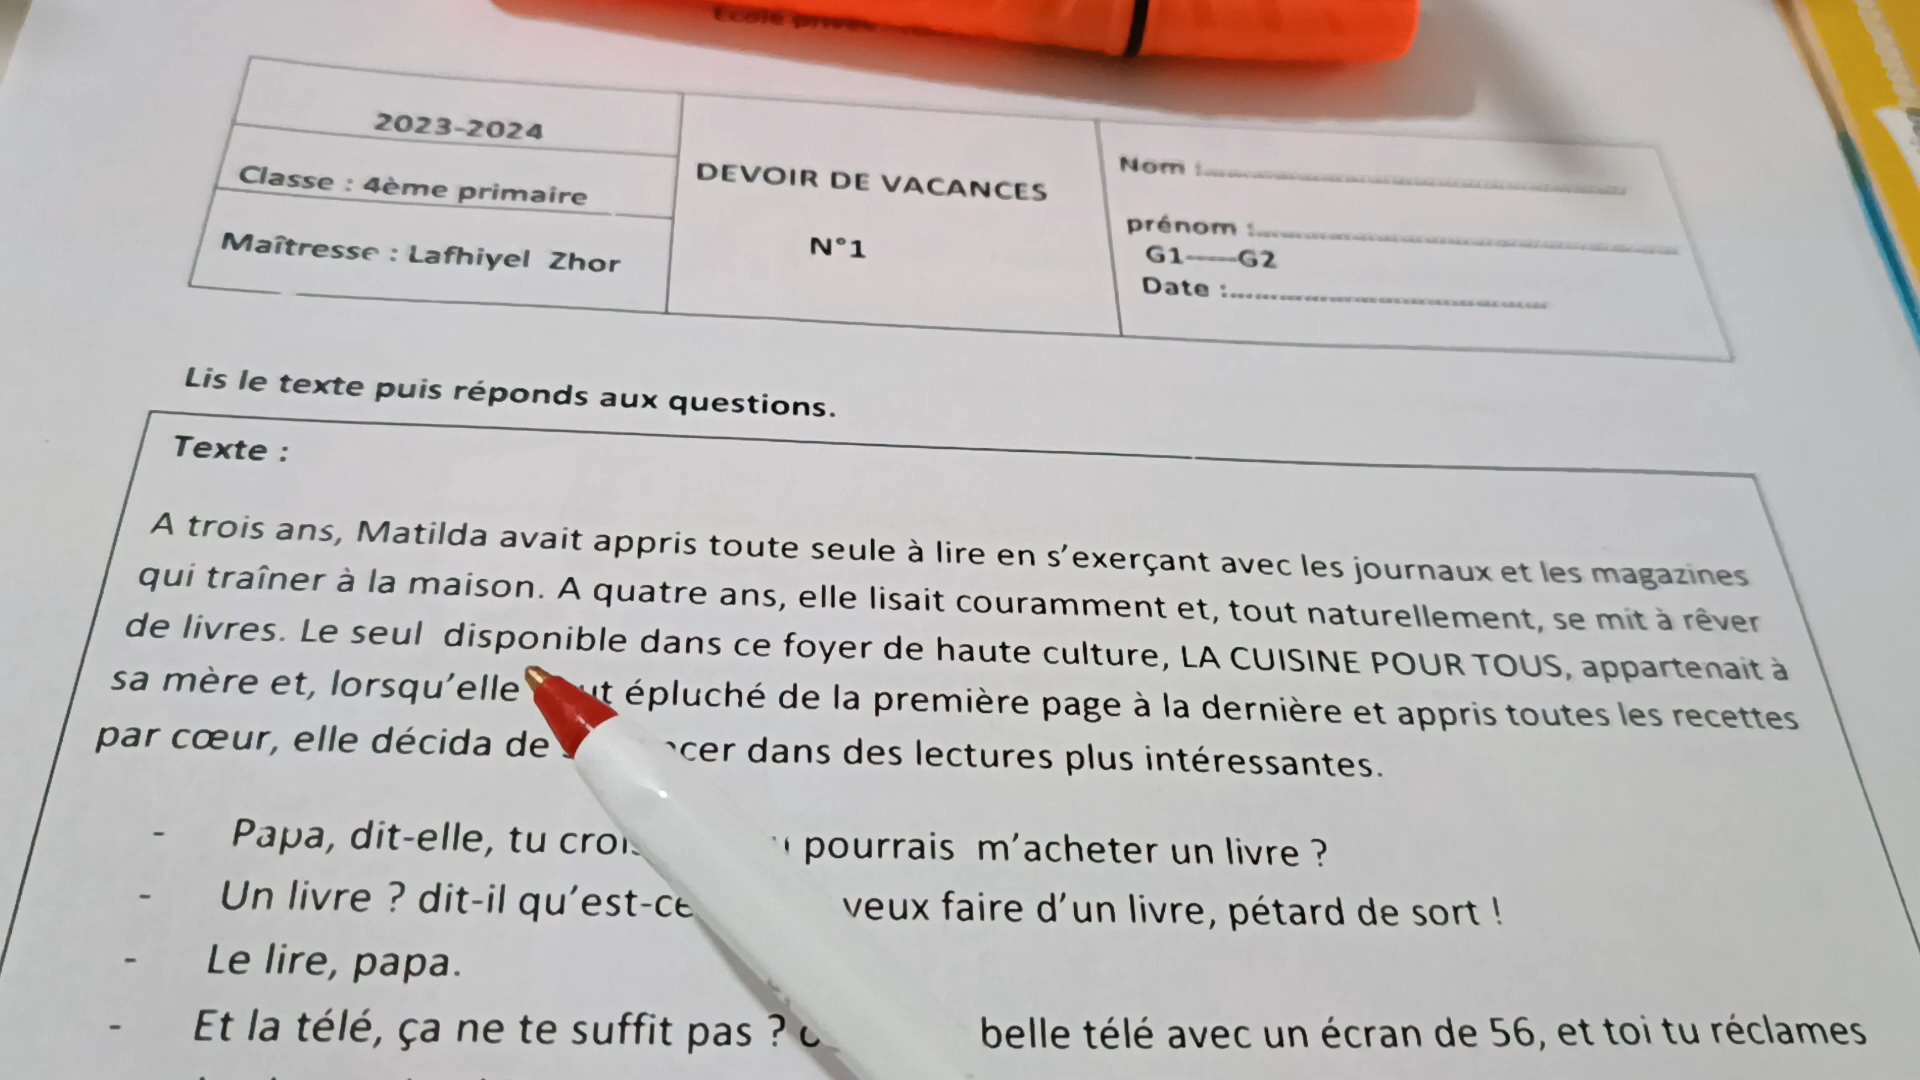 Ecole privée
2023-2024
Classe : 4ème primaire
Maîtresse : Lafhiyel Zhor
DEVOIR DE VACANCES
N°1
Nom :
prénom :
G1-----G2
Date :
Lis le texte puis réponds aux questions.
Texte :
A trois ans, Matilda avait appris toute seule à lire en s'exerçant avec les journaux et les magazines
qui traîner à la maison. A quatre ans, elle lisait couramment et, tout naturellement, se mit à rêver
de livres. Le seul disponible dans ce foyer de haute culture, LA CUISINE POUR TOUS, appartenait à
sa mère et, lorsqu'elle épluché de la première page à la dernière et appris toutes les recettes
par cœur, elle décida de dans des lectures plus intéressantes.
- Papa, dit-elle, tu pourrais m'acheter un livre ?
- Un livre ? dit-il qu'est-ce veux faire d'un livre, pétard de sort !
- Le lire, papa.
- Et la télé, ça ne te suffit pas ? belle télé avec un écran de 56, et toi tu réclames